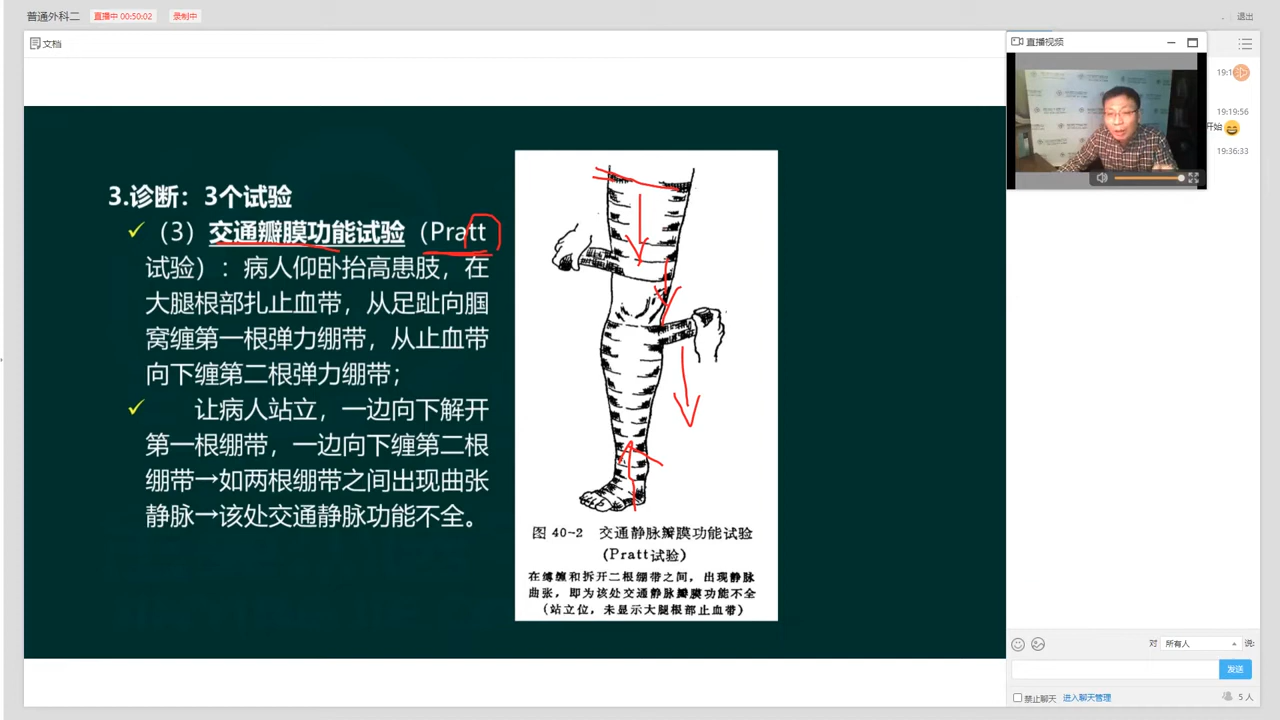 普通外科二
直播中 00:50:02
录制中
退出
文档
直播视频
3.诊断：3个试验
（3）交通瓣膜功能试验（Pratt
试验）：病人仰卧抬高患肢，在
大腿根部扎止血带，从足趾向腘
窝缠第一根弹力绷带，从止血带
向下缠第二根弹力绷带；
让病人站立，一边向下解开
第一根绷带，一边向下缠第二根
绷带→如两根绷带之间出现曲张
静脉→该处交通静脉功能不全。
图 40-2 交通静脉瓣膜功能试验
(Pratt试验)
在缚缠和拆开二根绷带之间，出现静脉
曲张，即为该处交通静脉瓣膜功能不全
(站立位，未显示大腿根部止血带)
19:1
19:19:56
开始
19:36:33
对 所有人 说:
发送
禁止聊天 进入聊天管理
5 人